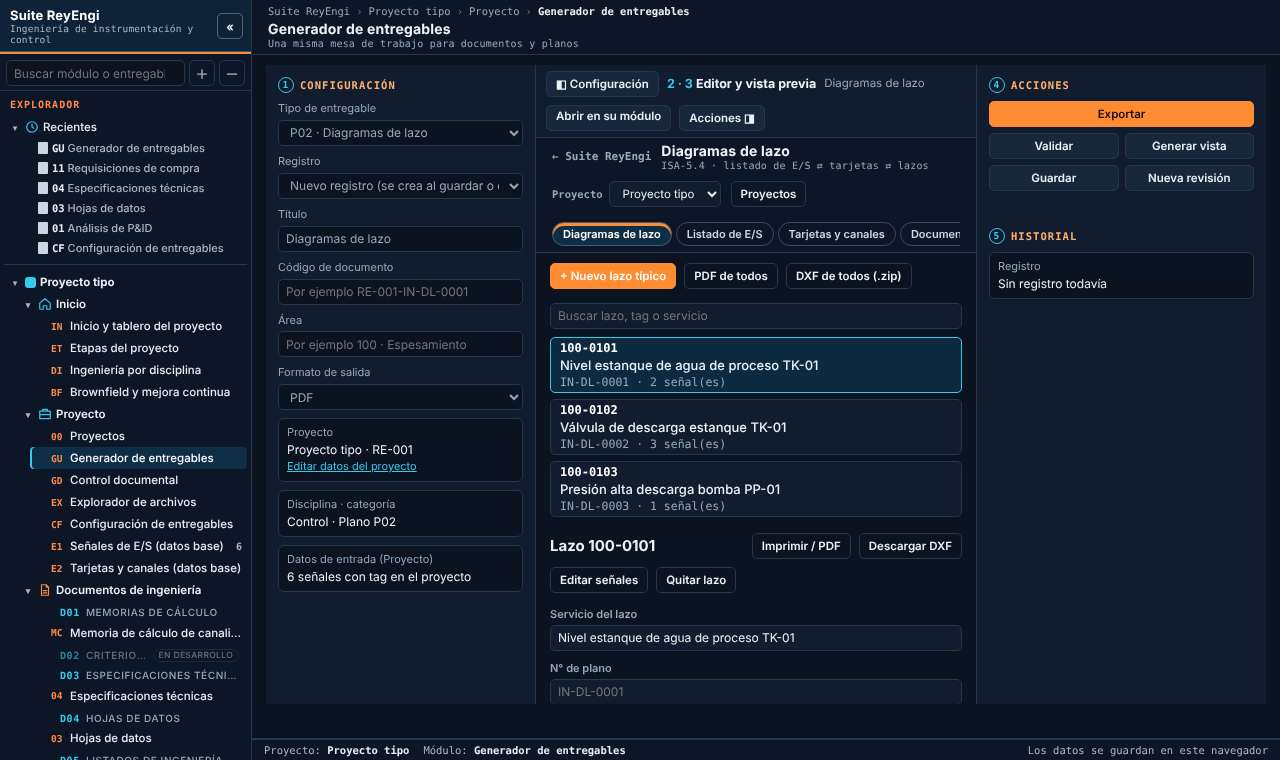 Suite ReyEngi
Ingeniería de instrumentación y
control
«
Buscar módulo o entregabl
+ −
EXPLORADOR
Recientes
GU Generador de entregables
11 Requisiciones de compra
04 Especificaciones técnicas
03 Hojas de datos
01 Análisis de P&ID
CF Configuración de entregables
Proyecto tipo
Inicio
IN Inicio y tablero del proyecto
ET Etapas del proyecto
DI Ingeniería por disciplina
BF Brownfield y mejora continua
Proyecto
00 Proyectos
GU Generador de entregables
GD Control documental
EX Explorador de archivos
CF Configuración de entregables
E1 Señales de E/S (datos base) 6
E2 Tarjetas y canales (datos base)
Documentos de ingeniería
D01 MEMORIAS DE CÁLCULO
MC Memoria de cálculo de canali...
D02 CRITERIO... EN DESARROLLO
D03 ESPECIFICACIONES TÉCNI...
04 Especificaciones técnicas
D04 HOJAS DE DATOS
03 Hojas de datos
D05 LISTADOS DE INGENIERÍA
Suite ReyEngi › Proyecto tipo › Proyecto › Generador de entregables
Generador de entregables
Una misma mesa de trabajo para documentos y planos
1 CONFIGURACIÓN
Tipo de entregable
P02 · Diagramas de lazo
Registro
Nuevo registro (se crea al guardar o
Título
Diagramas de lazo
Código de documento
Por ejemplo RE-001-IN-DL-0001
Área
Por ejemplo 100 · Espesamiento
Formato de salida
PDF
Proyecto
Proyecto tipo · RE-001
Editar datos del proyecto
Disciplina · categoría
Control · Plano P02
Datos de entrada (Proyecto)
6 señales con tag en el proyecto
◧ Configuración 2 · 3 Editor y vista previa Diagramas de lazo
Abrir en su módulo Acciones ◨
← Suite ReyEngi Diagramas de lazo
ISA-5.4 · listado de E/S ⇄ tarjetas ⇄ lazos
Proyecto Proyecto tipo Proyectos
Diagramas de lazo Listado de E/S Tarjetas y canales Documen
+ Nuevo lazo típico PDF de todos DXF de todos (.zip)
Buscar lazo, tag o servicio
100-0101
Nivel estanque de agua de proceso TK-01
IN-DL-0001 · 2 señal(es)
100-0102
Válvula de descarga estanque TK-01
IN-DL-0002 · 3 señal(es)
100-0103
Presión alta descarga bomba PP-01
IN-DL-0003 · 1 señal(es)
Lazo 100-0101 Imprimir / PDF Descargar DXF
Editar señales Quitar lazo
Servicio del lazo
Nivel estanque de agua de proceso TK-01
N° de plano
IN-DL-0001
4 ACCIONES
Exportar
Validar Generar vista
Guardar Nueva revisión
5 HISTORIAL
Registro
Sin registro todavía
Proyecto: Proyecto tipo Módulo: Generador de entregables Los datos se guardan en este navegador